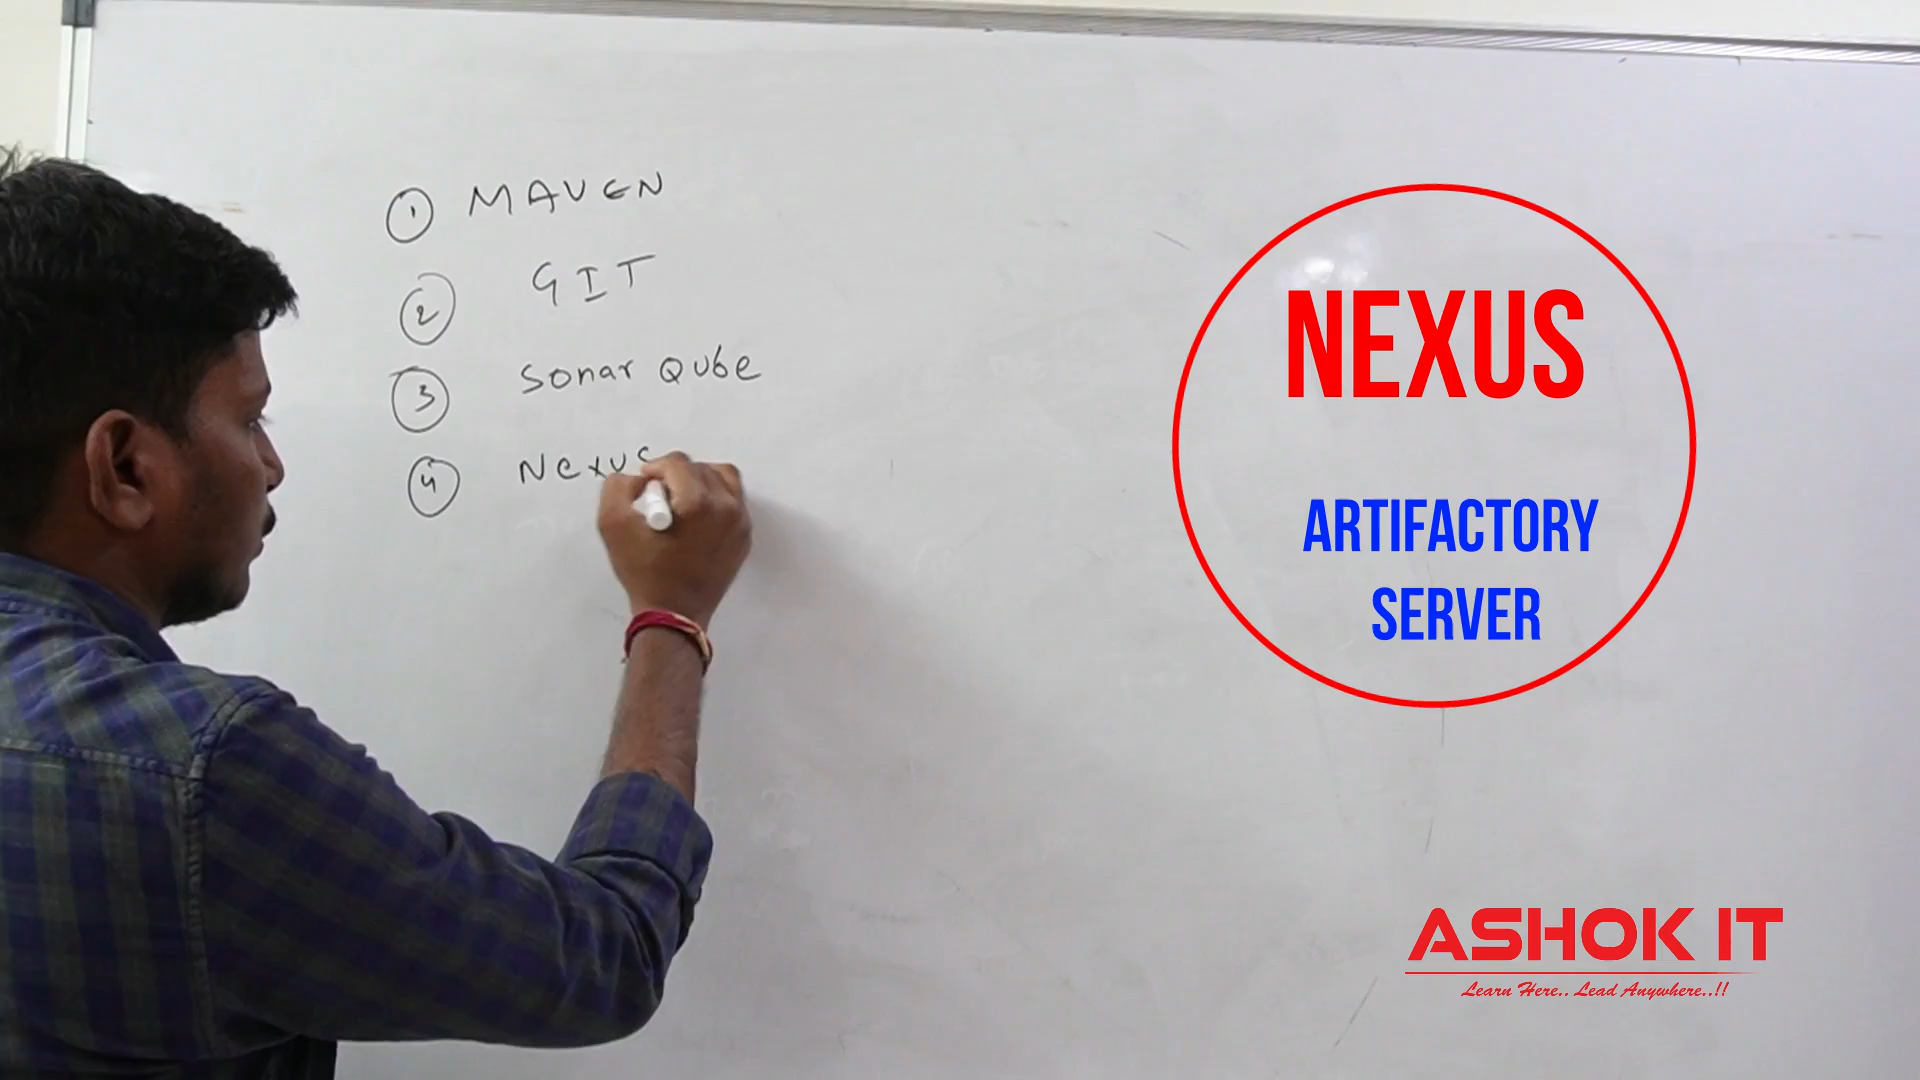 ① MAVEN
② GIT
③ Sonar Qube
④ Nexus
NEXUS
ARTIFACTORY
SERVER
ASHOK IT
Learn Here.. Lead Anywhere..!!